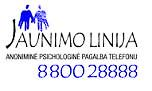 JAUNIMO LINIJA
ANONIMINĖ PSICHOLOGINĖ PAGALBA TELEFONU
8 800 28888